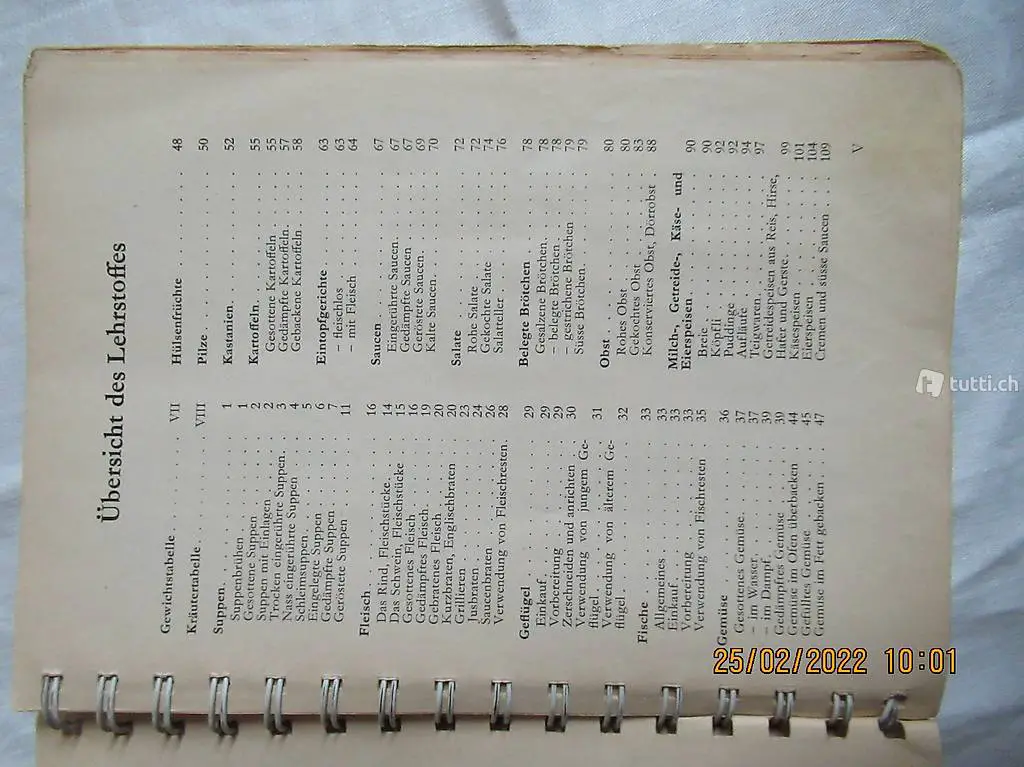 Übersicht des Lehrstoffes
Gewichtstabelle . . . . . . . . . VII
Kräutertabelle . . . . . . . . . VIII
Suppen . . . . . . . . . 1
Suppenbrühen . . . . . . . . . 1
Gesottene Suppen . . . . . . . . . 2
Suppen mit Einlagen . . . . . . . . . 2
Trocken eingerührte Suppen . . 3
Nass eingerührte Suppen . . . . 4
Schleimsuppen . . . . . . . . . 5
Eingelegte Suppen . . . . . . . . . 6
Gedämpfte Suppen . . . . . . . . . 7
Geröstete Suppen . . . . . . . . . 11
Fleisch . . . . . . . . . 16
Das Rind, Fleischstücke . . . . . 14
Das Schwein, Fleischstücke . . . 15
Gesottenes Fleisch . . . . . . . . . 16
Gedämpftes Fleisch . . . . . . . . . 19
Gebratenes Fleisch . . . . . . . . . 20
Kurzbraten, Englischbraten . . . 20
Grillieren . . . . . . . . . 23
Jusbraten . . . . . . . . . 24
Saucenbraten . . . . . . . . . 26
Verwendung von Fleischresten . 28
Geflügel . . . . . . . . . 29
Einkauf . . . . . . . . . 29
Vorbereitung . . . . . . . . . 29
Zerschneiden und anrichten . . . 30
Verwendung von jungem Ge-
flügel . . . . . . . . . 31
Verwendung von älterem Ge-
flügel . . . . . . . . . 32
Fische . . . . . . . . . 33
Allgemeines . . . . . . . . . 33
Einkauf . . . . . . . . . 33
Vorbereitung . . . . . . . . . 33
Verwendung von Fischresten . . 35
Gemüse . . . . . . . . . 36
Gesottenes Gemüse . . . . . . . . . 37
– im Wasser . . . . . . . . . 37
– im Dampf . . . . . . . . . 39
Gedämpftes Gemüse . . . . . . . . . 39
Gemüse im Ofen überbacken . . 44
Gefülltes Gemüse . . . . . . . . . 45
Gemüse im Fett gebacken . . . . 47
Hülsenfrüchte . . . . . . . . . 48
Pilze . . . . . . . . . 50
Kastanien . . . . . . . . . 52
Kartoffeln . . . . . . . . . 55
Gesottene Kartoffeln . . . . . . . 55
Gedämpfte Kartoffeln . . . . . . . 57
Gebackene Kartoffeln . . . . . . . 58
Eintopfgerichte . . . . . . . . . 63
– fleischlos . . . . . . . . . 63
– mit Fleisch . . . . . . . . . 64
Saucen . . . . . . . . . 67
Eingerührte Saucen . . . . . . . . . 67
Gedämpfte Saucen . . . . . . . . . 67
Geröstete Saucen . . . . . . . . . 69
Kalte Saucen . . . . . . . . . 70
Salate . . . . . . . . . 72
Rohe Salate . . . . . . . . . 72
Gekochte Salate . . . . . . . . . 74
Salatteller . . . . . . . . . 76
Belegte Brötchen . . . . . . . . . 78
Gesalzene Brötchen . . . . . . . . . 78
– belegte Brötchen . . . . . . . . . 78
– gestrichene Brötchen . . . . . . . 79
Süsse Brötchen . . . . . . . . . 79
Obst . . . . . . . . . 80
Rohes Obst . . . . . . . . . 80
Gekochtes Obst . . . . . . . . . 83
Konserviertes Obst, Dörrobst . . 88
Milch-, Getreide-, Käse- und
Eierspeisen . . . . . . . . . 90
Breie . . . . . . . . . 90
Köpfli . . . . . . . . . 92
Puddinge . . . . . . . . . 92
Aufläufe . . . . . . . . . 94
Teigwaren . . . . . . . . . 97
Getreidespeisen aus Reis, Hirse,
Hafer und Gerste . . . . . . . . . 99
Käsespeisen . . . . . . . . . 101
Eierspeisen . . . . . . . . . 104
Cremen und süsse Saucen . . . . 109
V
tutti.ch
25/02/2022 10:01